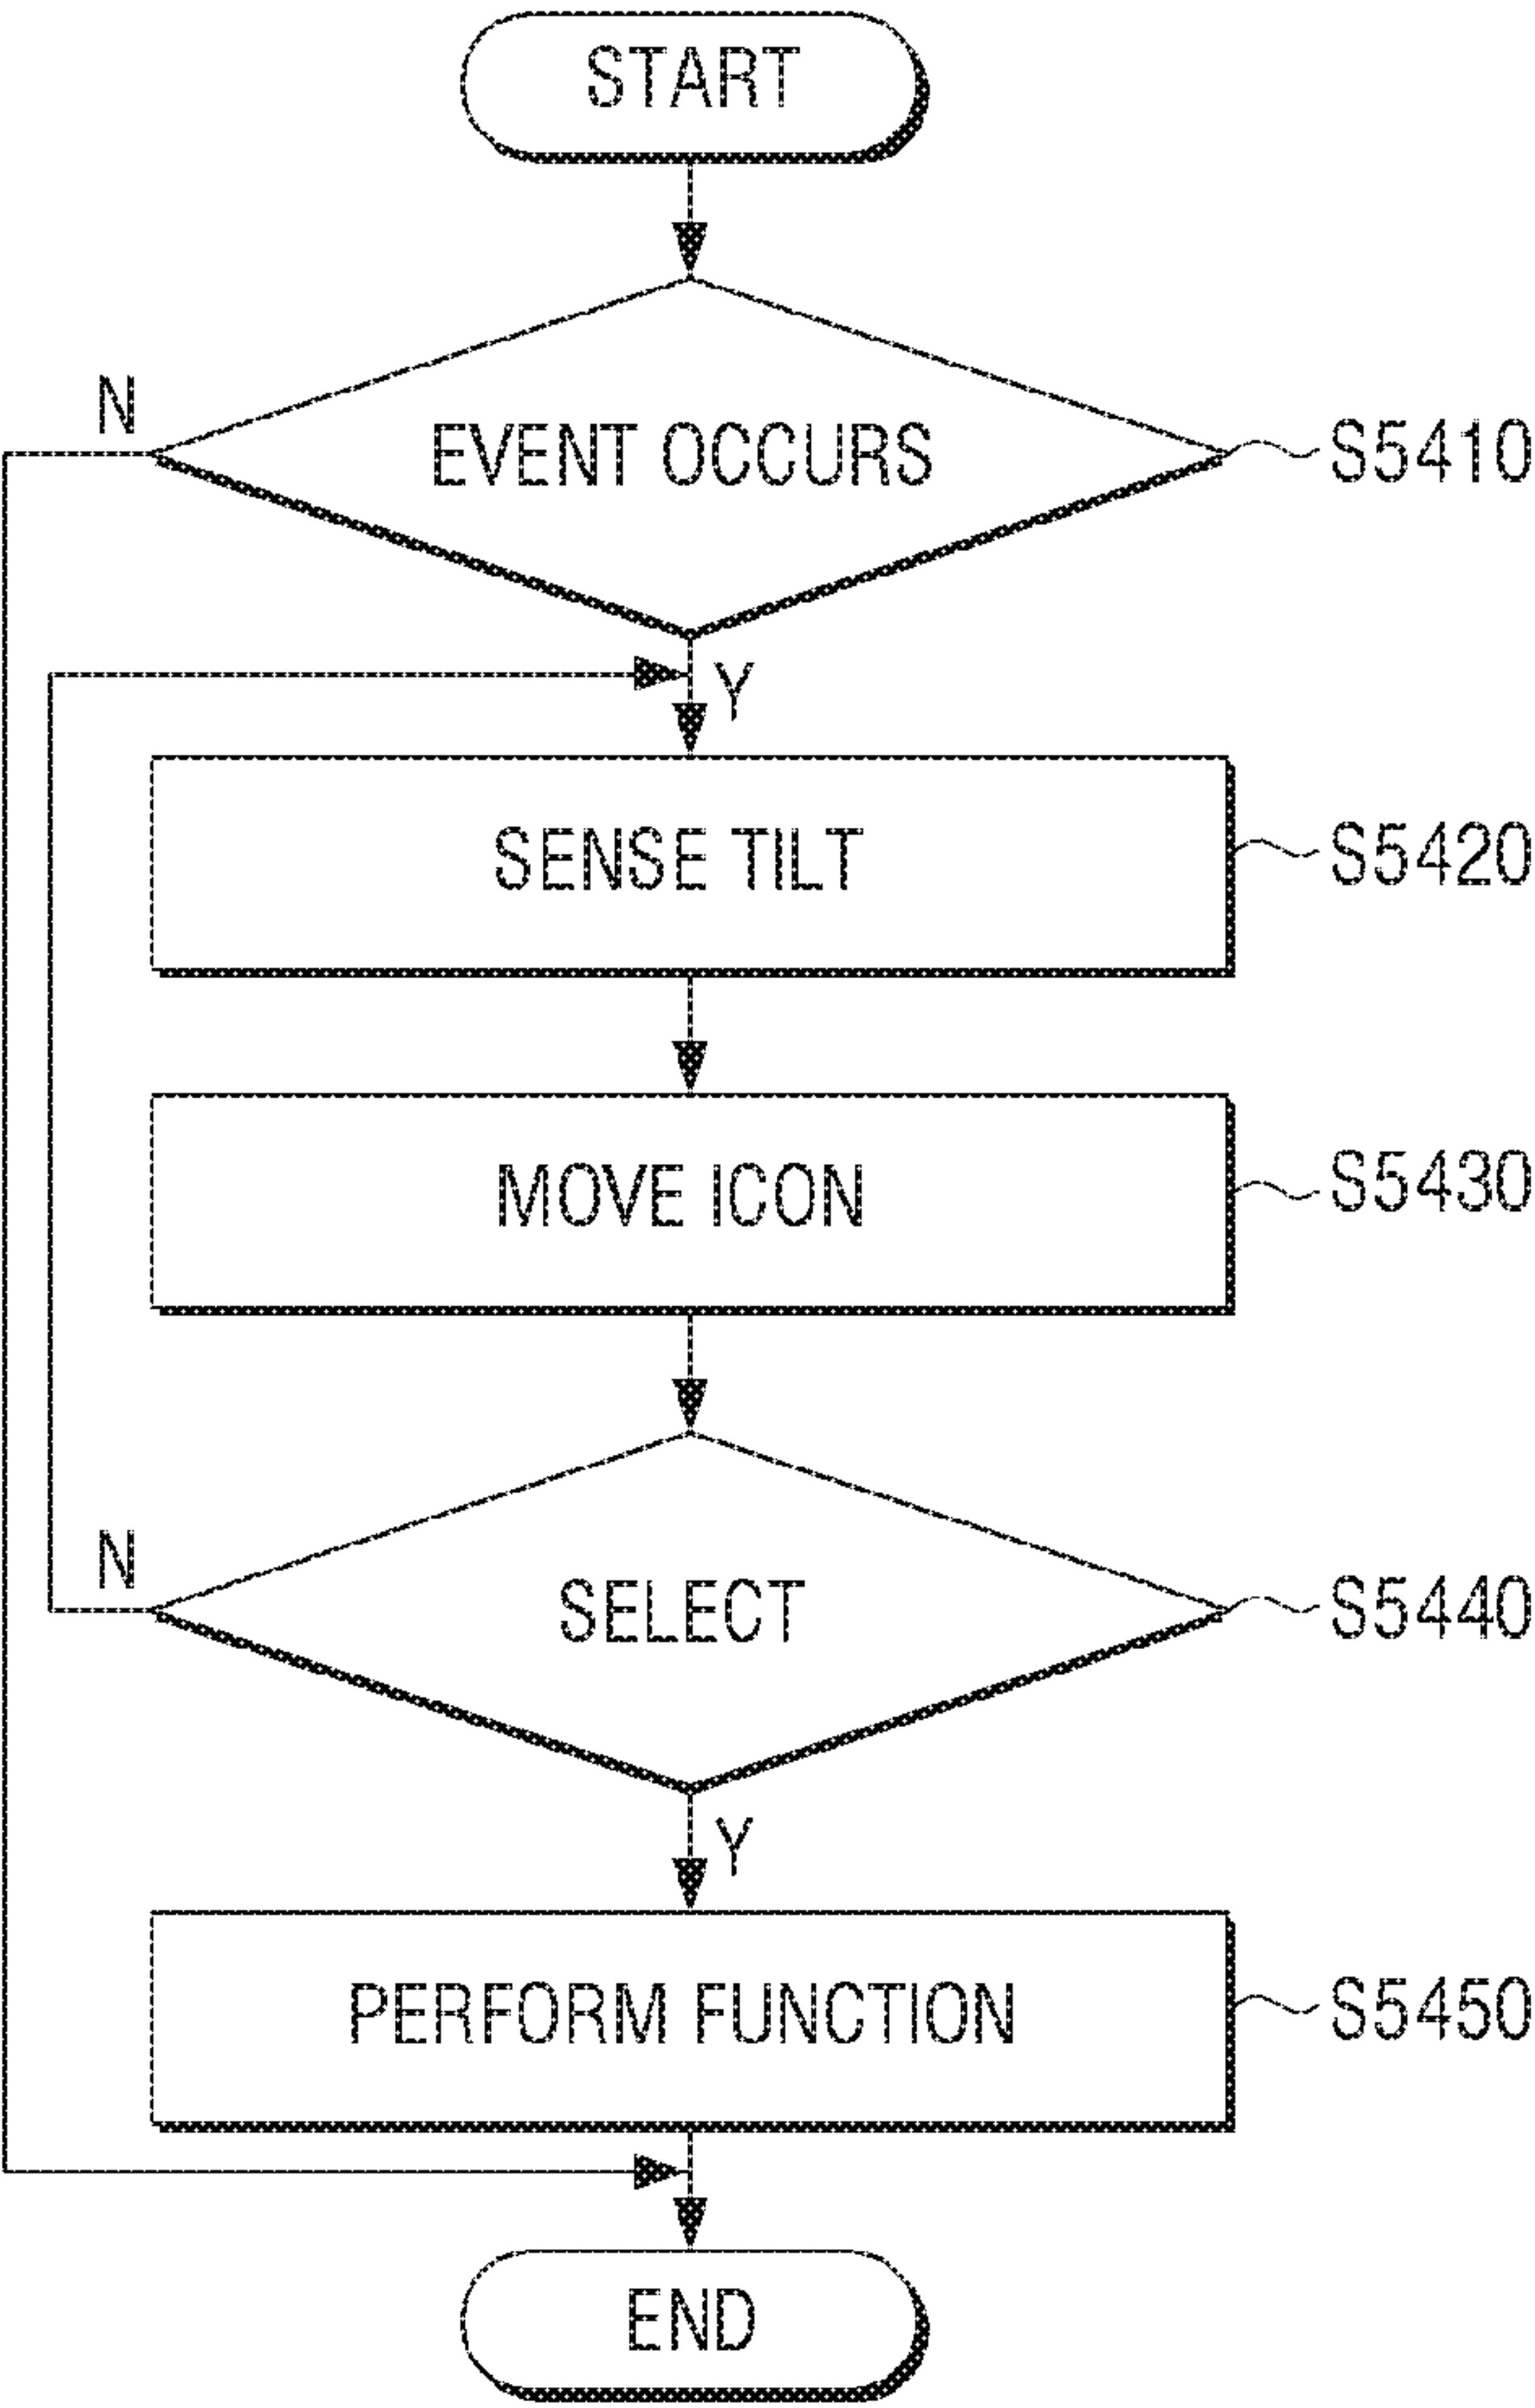 START
N
EVENT OCCURS
S5410
Y
SENSE TILT
S5420
MOVE ICON
S5430
N
SELECT
S5440
Y
PERFORM FUNCTION
S5450
END